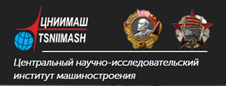 ЦНИИМАШ
TSNIIMASH
Центральный научно-исследовательский
институт машиностроения